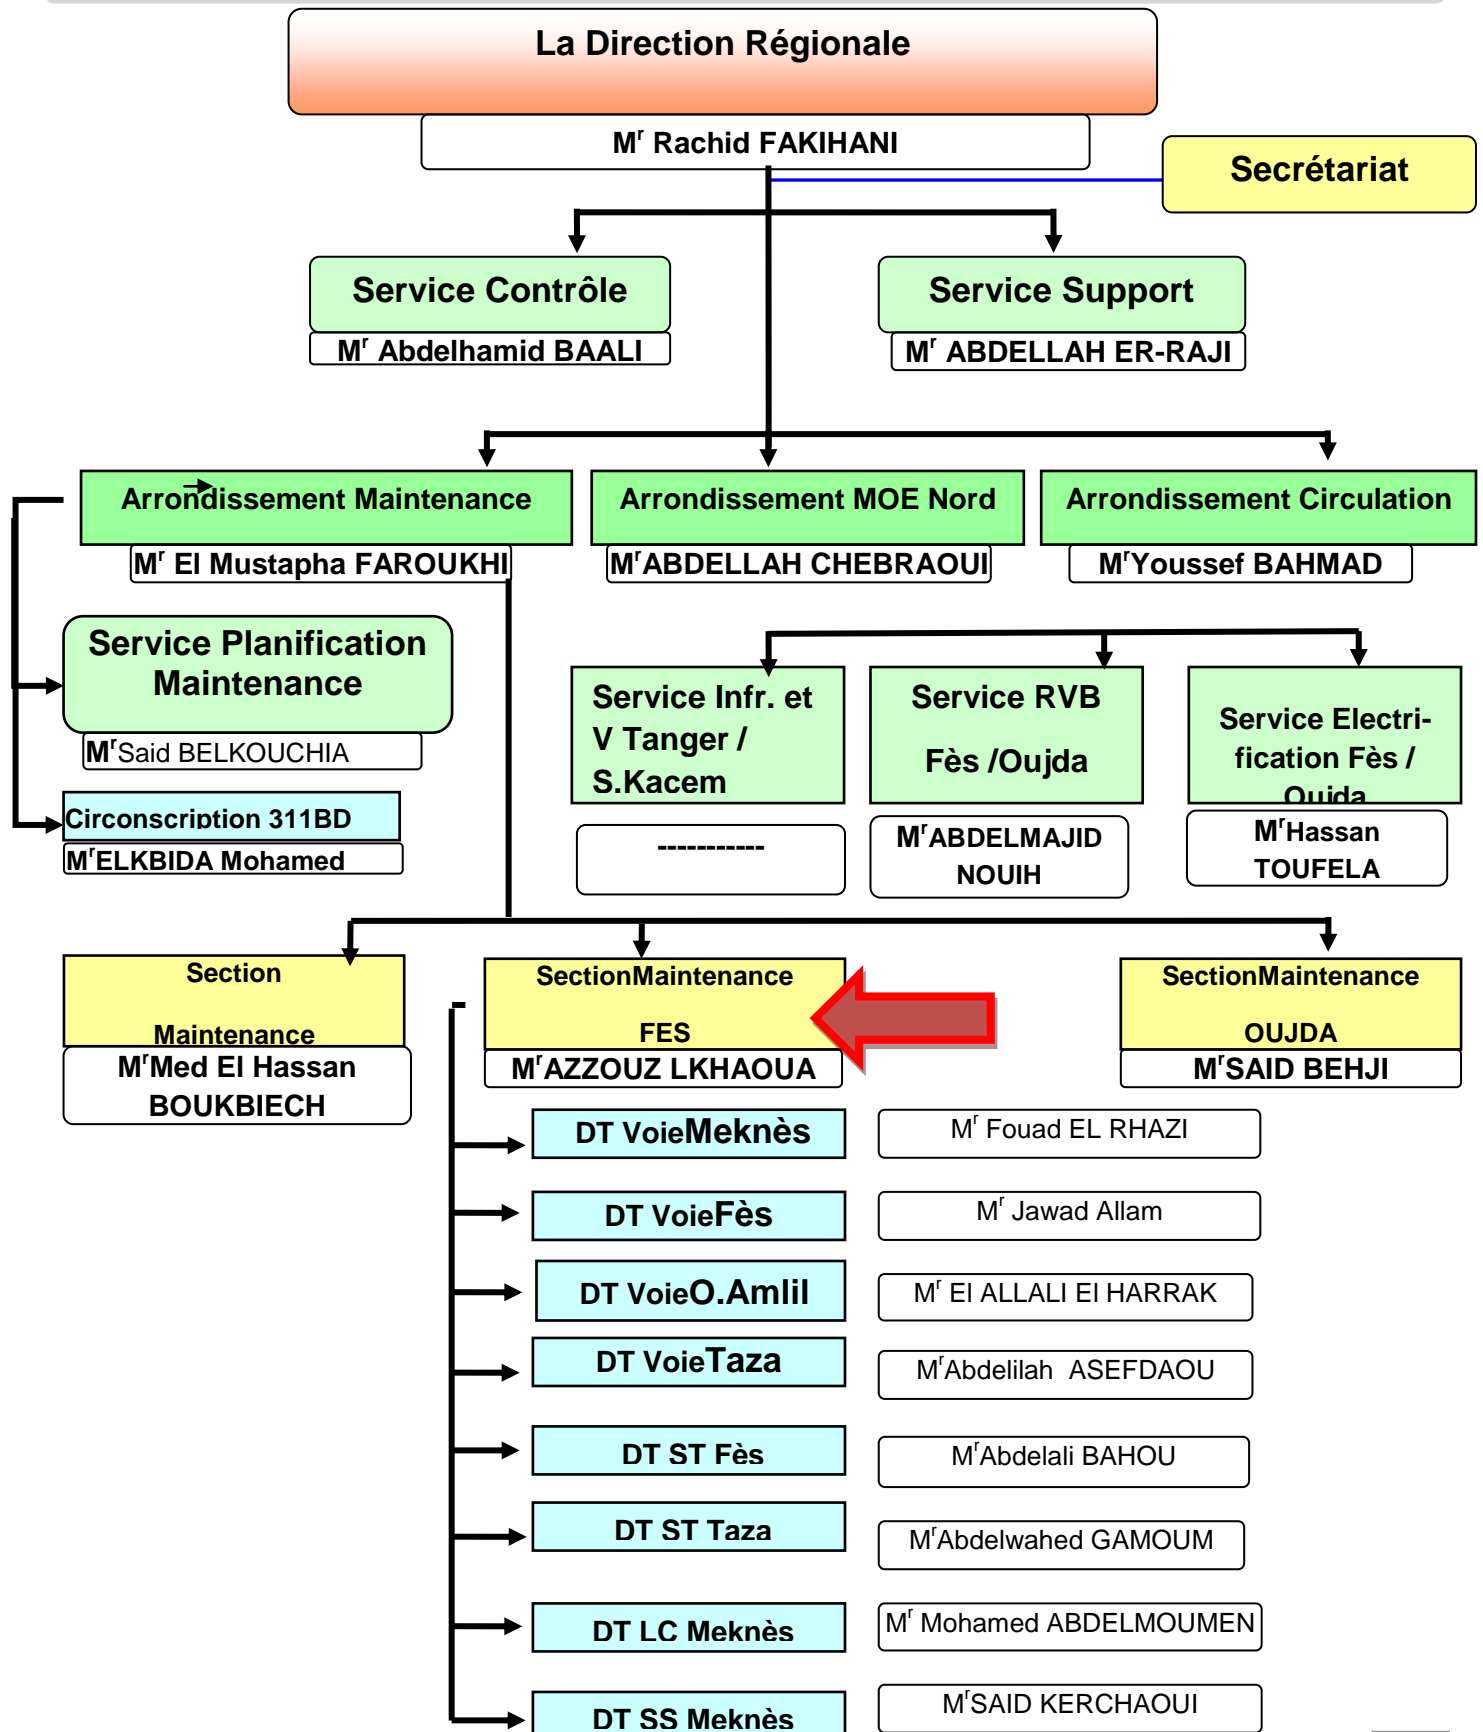 La Direction Régionale
Mr Rachid FAKIHANI
Secrétariat
Service Contrôle
Mr Abdelhamid BAALI
Service Support
Mr ABDELLAH ER-RAJI
Arrondissement Maintenance
Mr El Mustapha FAROUKHI
Arrondissement MOE Nord
MrABDELLAH CHEBRAOUI
Arrondissement Circulation
MrYoussef BAHMAD
Service Planification
Maintenance
MrSaid BELKOUCHIA
Circonscription 311BD
MrELKBIDA Mohamed
Service Infr. et
V Tanger /
S.Kacem
-----------
Service RVB
Fès /Oujda
MrABDELMAJID
NOUIH
Service Electri-
fication Fès /
Oujda
MrHassan
TOUFELA
Section
Maintenance
MrMed El Hassan
BOUKBIECH
SectionMaintenance
FES
MrAZZOUZ LKHAOUA
SectionMaintenance
OUJDA
MrSAID BEHJI
DT VoieMeknès
Mr Fouad EL RHAZI
DT VoieFès
Mr Jawad Allam
DT VoieO.Amlil
Mr El ALLALI El HARRAK
DT VoieTaza
MrAbdelilah ASEFDAOU
DT ST Fès
MrAbdelali BAHOU
DT ST Taza
MrAbdelwahed GAMOUM
DT LC Meknès
Mr Mohamed ABDELMOUMEN
DT SS Meknès
MrSAID KERCHAOUI